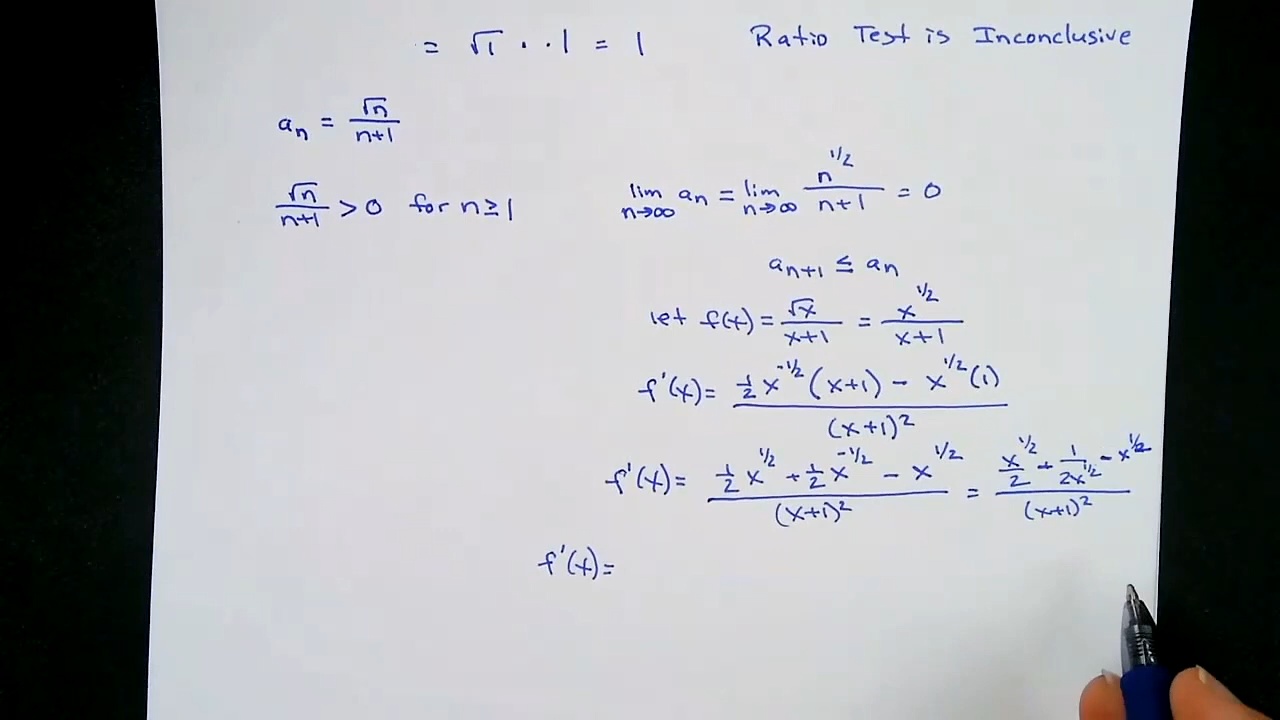 = √1 · · 1 = 1 Ratio Test is Inconclusive
aₙ = √n/(n+1)
√n/(n+1) > 0 for n ≥ 1 lim n→∞ aₙ = lim n→∞ n^(1/2)/(n+1) = 0
aₙ₊₁ ≤ aₙ
let f(x) = √x/(x+1) = x^(1/2)/(x+1)
f'(x) = (½x^(-1/2)(x+1) - x^(1/2)(1))/(x+1)²
f'(x) = (½x^(1/2) + ½x^(-1/2) - x^(1/2))/(x+1)² = (x^(1/2)/2 + 1/(2x^(1/2)) - x^(1/2))/(x+1)²
f'(x) =